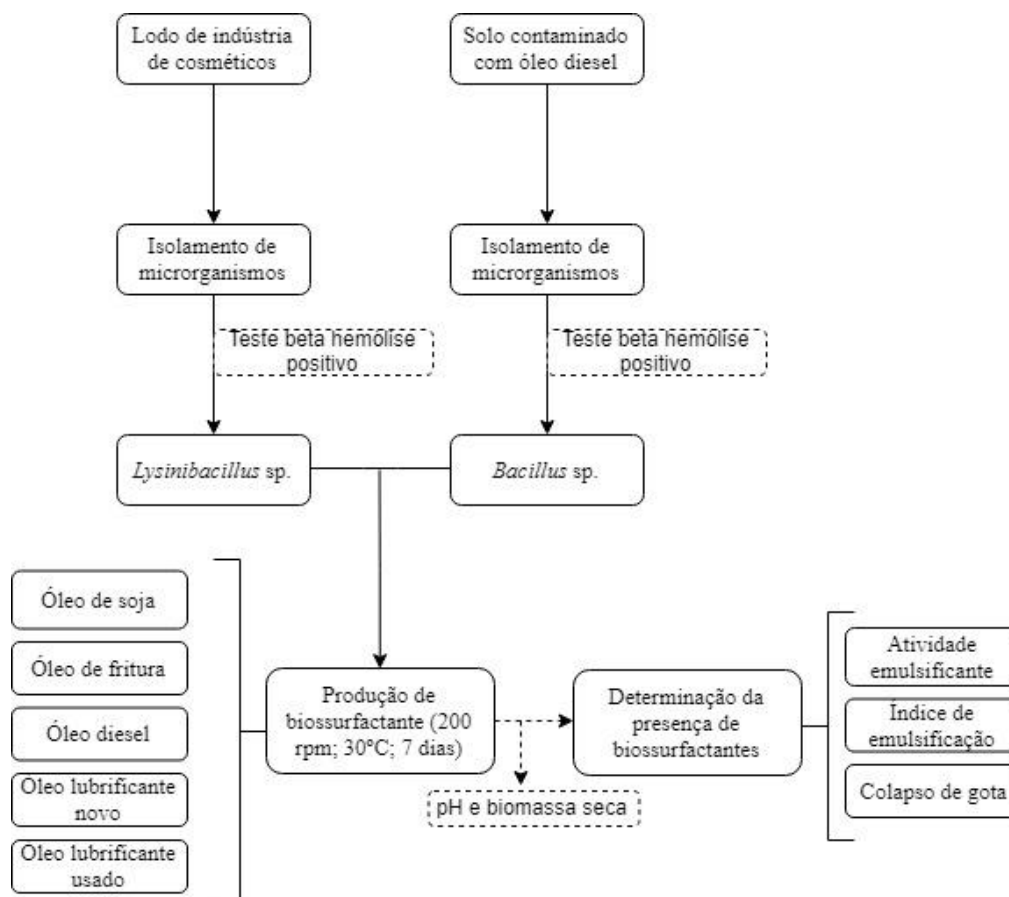 Lodo de indústria
de cosméticos
Solo contaminado
com óleo diesel
Isolamento de
microrganismos
Isolamento de
microrganismos
Teste beta hemólise
positivo
Teste beta hemólise
positivo
Lysinibacillus sp.
Bacillus sp.
Óleo de soja
Óleo de fritura
Óleo diesel
Óleo lubrificante
novo
Óleo lubrificante
usado
Produção de
biossurfactante (200
rpm; 30°C; 7 dias)
pH e biomassa seca
Determinação da
presença de
biossurfactantes
Atividade
emulsificante
Índice de
emulsificação
Colapso de gota